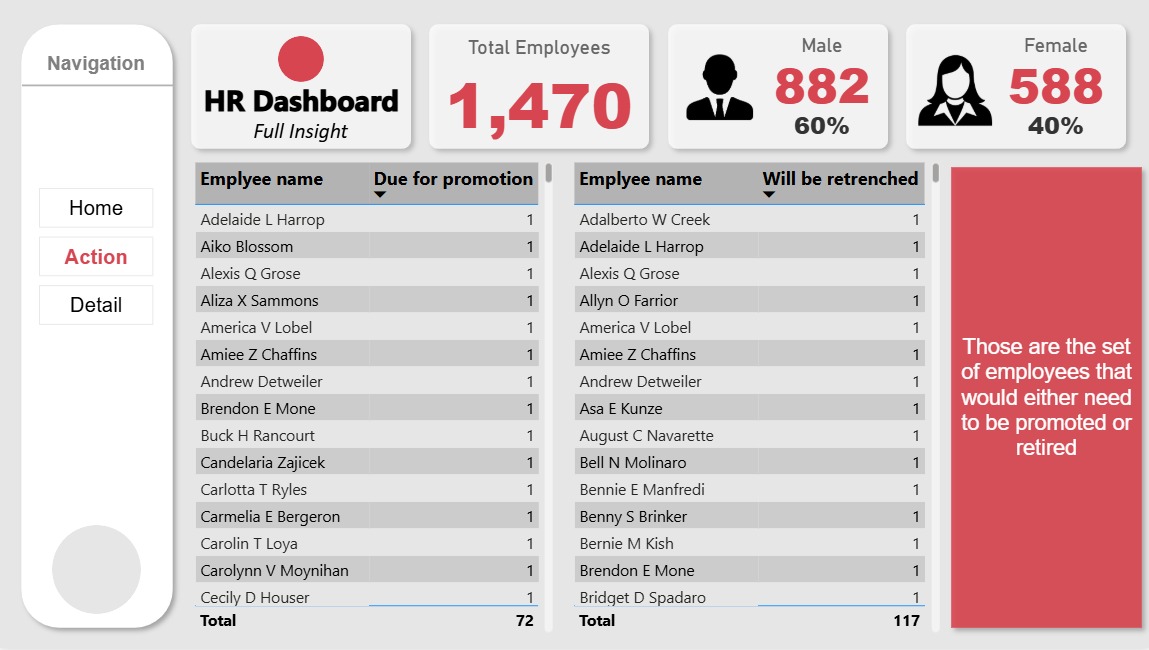 Navigation
Home
Action
Detail
HR Dashboard
Full Insight
Total Employees
1,470
Male
882
60%
Female
588
40%
Emplyee name Due for promotion
Adelaide L Harrop 1
Aiko Blossom 1
Alexis Q Grose 1
Aliza X Sammons 1
America V Lobel 1
Amiee Z Chaffins 1
Andrew Detweiler 1
Brendon E Mone 1
Buck H Rancourt 1
Candelaria Zajicek 1
Carlotta T Ryles 1
Carmelia E Bergeron 1
Carolin T Loya 1
Carolynn V Moynihan 1
Cecily D Houser 1
Total 72
Emplyee name Will be retrenched
Adalberto W Creek 1
Adelaide L Harrop 1
Alexis Q Grose 1
Allyn O Farrior 1
America V Lobel 1
Amiee Z Chaffins 1
Andrew Detweiler 1
Asa E Kunze 1
August C Navarette 1
Bell N Molinaro 1
Bennie E Manfredi 1
Benny S Brinker 1
Bernie M Kish 1
Brendon E Mone 1
Bridget D Spadaro 1
Total 117
Those are the set
of employees that
would either need
to be promoted or
retired